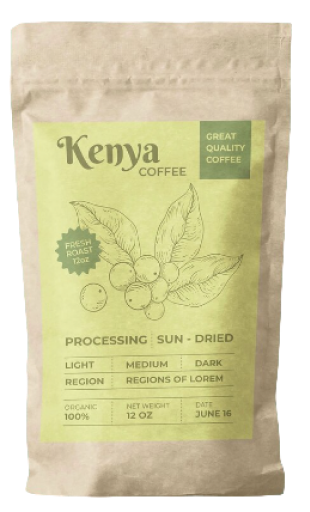 Kenya
COFFEE
GREAT
QUALITY
COFFEE
FRESH
ROAST
12oz
PROCESSING SUN - DRIED
LIGHT MEDIUM DARK
REGION REGIONS OF LOREM
ORGANIC NET WEIGHT DATE
100% 12 OZ JUNE 16